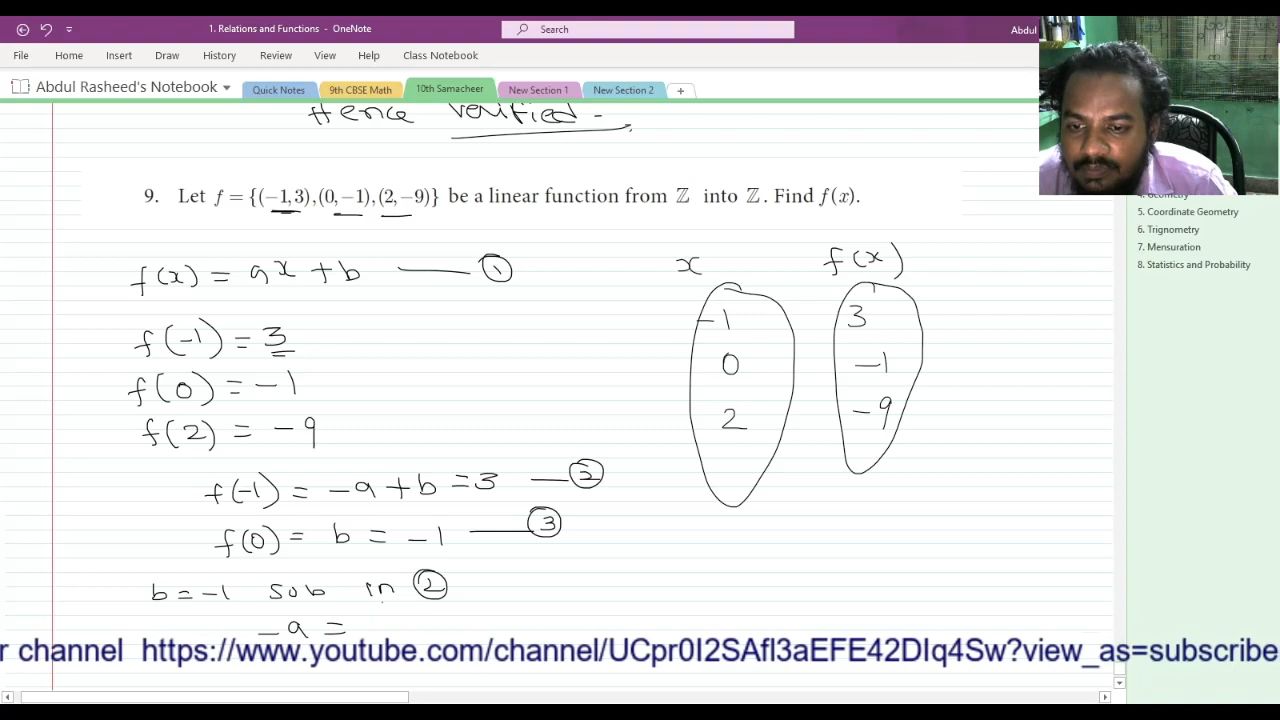 1. Relations and Functions - OneNote
Search
Abdul
File Home Insert Draw History Review View Help Class Notebook
Abdul Rasheed's Notebook Quick Notes 9th CBSE Math 10th Samacheer New Section 1 New Section 2 +
Hence verified.
9. Let f = {(−1,3),(0,−1),(2,−9)} be a linear function from ℤ into ℤ. Find f(x).
f(x) = ax + b —— ①
f(-1) = 3
f(0) = -1
f(2) = -9
f(-1) = -a + b = 3 —— ②
f(0) = b = -1 —— ③
b = -1 sub in ②
-a =
x f(x)
-1 3
0 -1
2 -9
5. Coordinate Geometry
6. Trignometry
7. Mensuration
8. Statistics and Probability
r channel https://www.youtube.com/channel/UCpr0I2SAfl3aEFE42DIq4Sw?view_as=subscribe